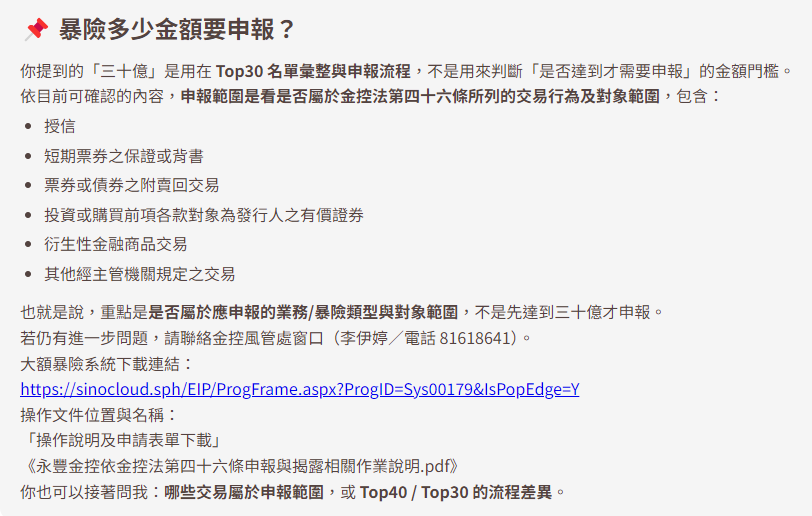 📌 暴險多少金額要申報？
你提到的「三十億」是用在 Top30 名單彙整與申報流程，不是用來判斷「是否達到才需要申報」的金額門檻。
依目前可確認的內容，申報範圍是看是否屬於金控法第四十六條所列的交易行為及對象範圍，包含：
• 授信
• 短期票券之保證或背書
• 票券或債券之附賣回交易
• 投資或購買前項各款對象為發行人之有價證券
• 衍生性金融商品交易
• 其他經主管機關規定之交易
也就是說，重點是是否屬於應申報的業務/暴險類型與對象範圍，不是先達到三十億才申報。
若仍有進一步問題，請聯絡金控風管處窗口（李伊婷／電話 81618641）。
大額暴險系統下載連結：
https://sinocloud.sph/EIP/ProgFrame.aspx?ProgID=Sys00179&IsPopEdge=Y
操作文件位置與名稱：
「操作說明及申請表單下載」
《永豐金控依金控法第四十六條申報與揭露相關作業說明.pdf》
你也可以接著問我：哪些交易屬於申報範圍，或 Top40 / Top30 的流程差異。